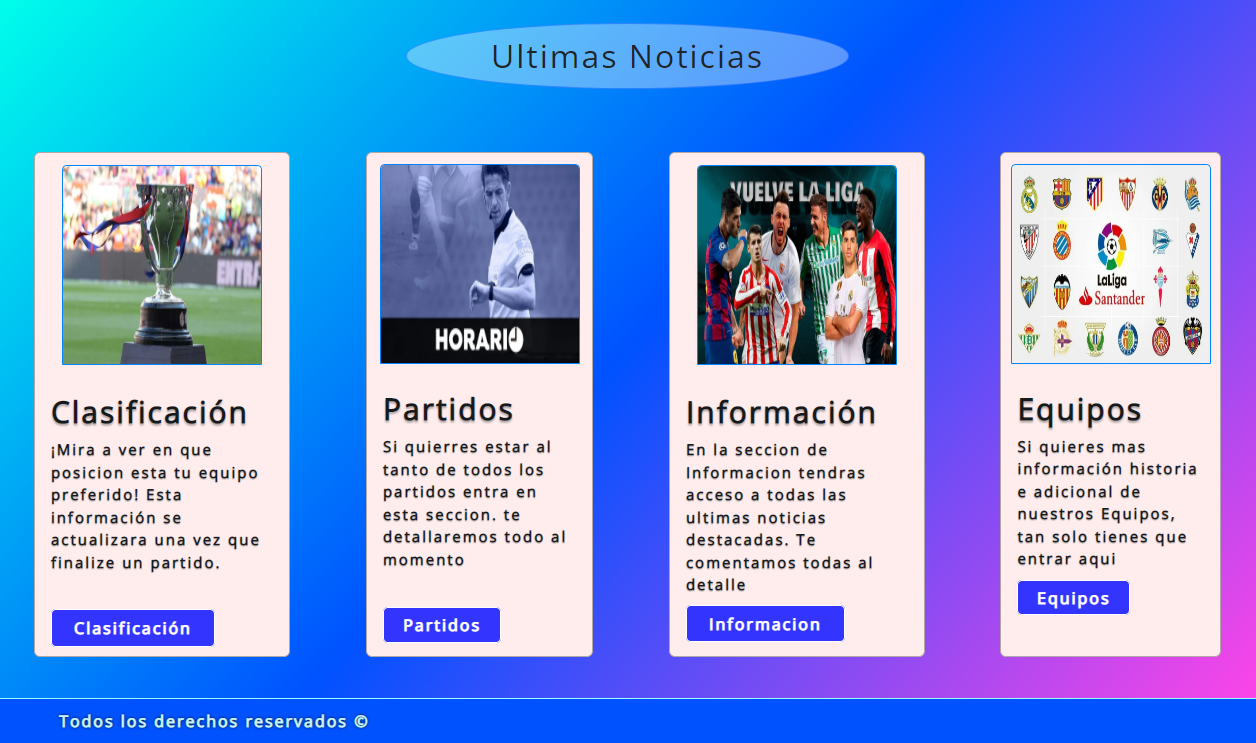 Ultimas Noticias
ENTRA
Clasificación
¡Mira a ver en que
posicion esta tu equipo
preferido! Esta
información se
actualizara una vez que
finalize un partido.
Clasificación
HORARIO
Partidos
Si quierres estar al
tanto de todos los
partidos entra en
esta seccion. te
detallaremos todo al
momento
Partidos
VUELVE LA LIGA
Información
En la seccion de
Informacion tendras
acceso a todas las
ultimas noticias
destacadas. Te
comentamos todas al
detalle
Informacion
LaLiga
Santander
Equipos
Si quieres mas
información historia
e adicional de
nuestros Equipos,
tan solo tienes que
entrar aqui
Equipos
Todos los derechos reservados ©